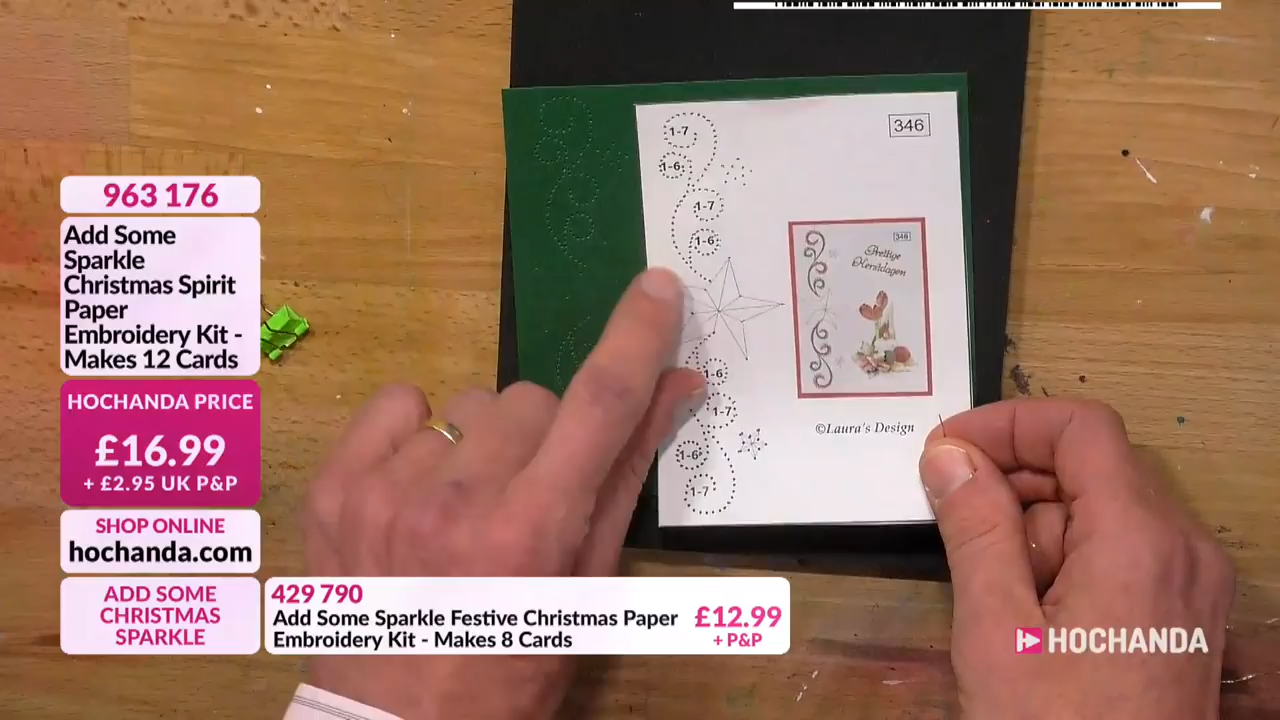 963 176
Add Some
Sparkle
Christmas Spirit
Paper
Embroidery Kit -
Makes 12 Cards
HOCHANDA PRICE
£16.99
+ £2.95 UK P&P
SHOP ONLINE
hochanda.com
ADD SOME
CHRISTMAS
SPARKLE
429 790
Add Some Sparkle Festive Christmas Paper
Embroidery Kit - Makes 8 Cards
£12.99
+ P&P
HOCHANDA
346
1-7
1-6
1-7
1-6
1-6
1-7
1-6
1-7
346
Prettige
Kerstdagen
©Laura's Design